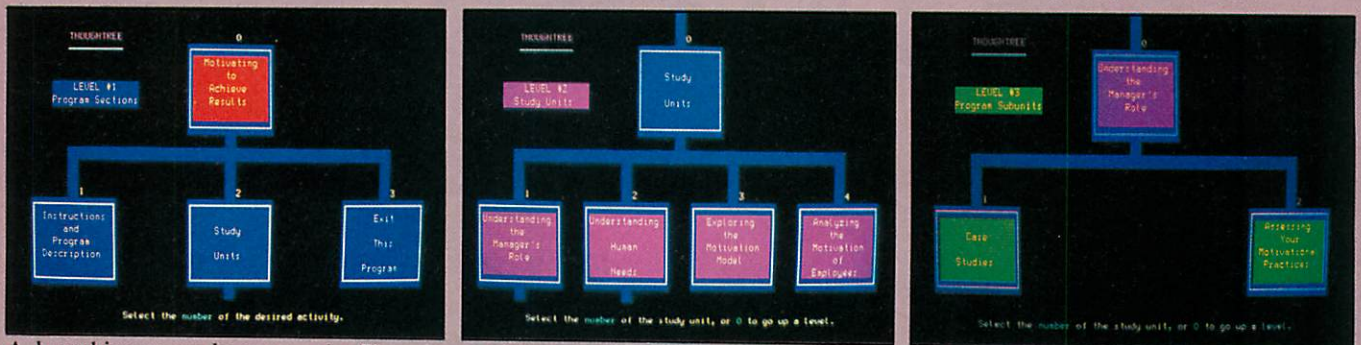 THOUGHTREE
LEVEL #1
Program Sections
0
Motivating
to
Achieve
Results
1
Instructions
and
Program
Description
2
Study
Units
3
Exit
This
Program
Select the number of the desired activity.
THOUGHTREE
LEVEL #2
Study Units
0
Study
Units
1
Understanding
the
Manager's
Role
2
Understanding
Human
Needs
3
Exploring
the
Motivation
Model
4
Analyzing
the
Motivation
of
Employees
Select the number of the study unit, or 0 to go up a level.
THOUGHTREE
LEVEL #3
Program Subunits
0
Understanding
the
Manager's
Role
1
Case
Studies
2
Assessing
Your
Motivational
Practices
Select the number of the study unit, or 0 to go up a level.